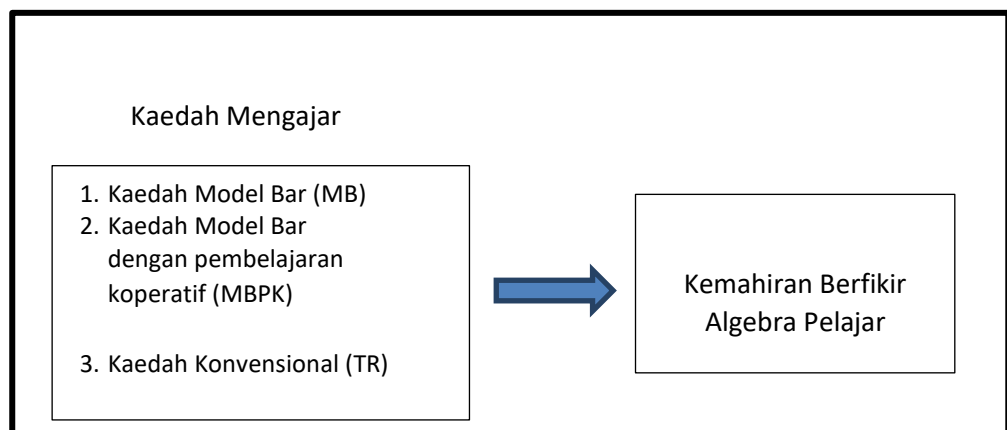 Kaedah Mengajar
1. Kaedah Model Bar (MB)
2. Kaedah Model Bar
dengan pembelajaran
koperatif (MBPK)
3. Kaedah Konvensional (TR)
Kemahiran Berfikir
Algebra Pelajar